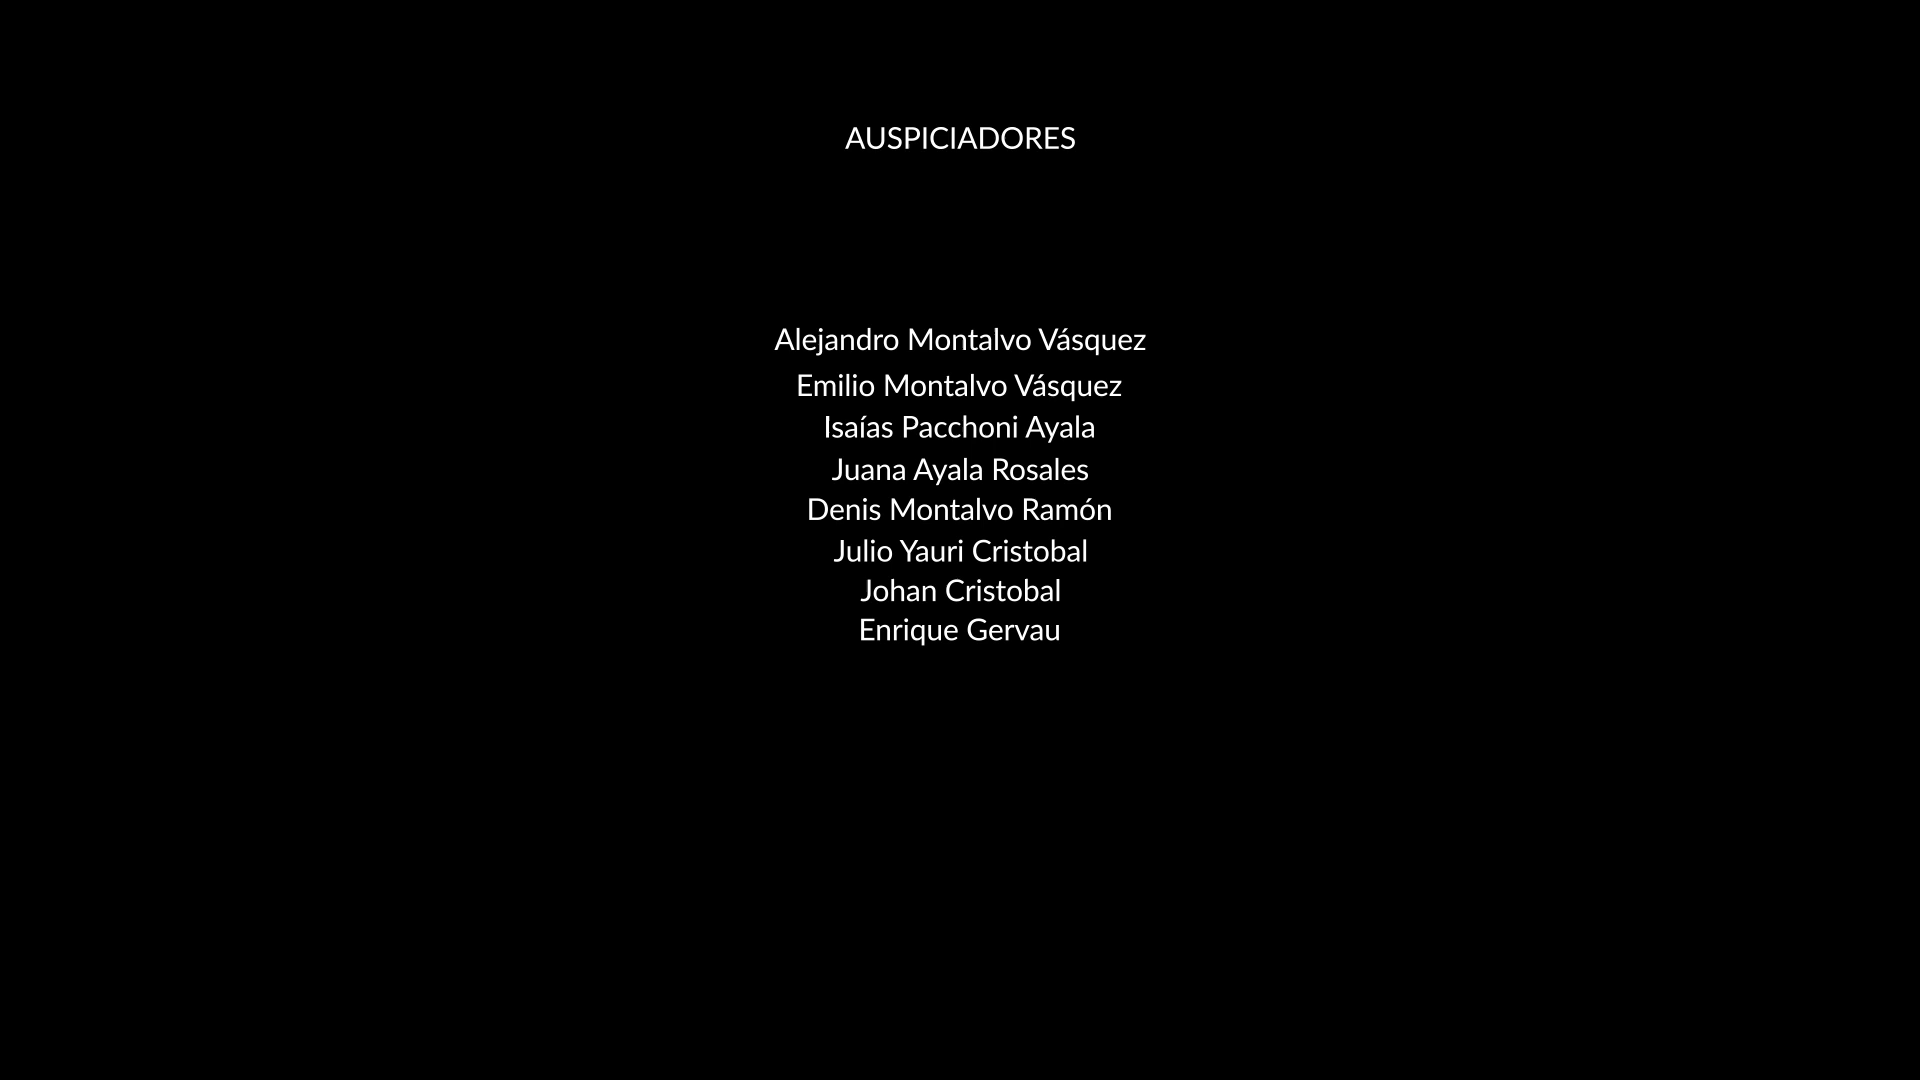 AUSPICIADORES
Alejandro Montalvo Vásquez
Emilio Montalvo Vásquez
Isaías Pacchoni Ayala
Juana Ayala Rosales
Denis Montalvo Ramón
Julio Yauri Cristobal
Johan Cristobal
Enrique Gervau